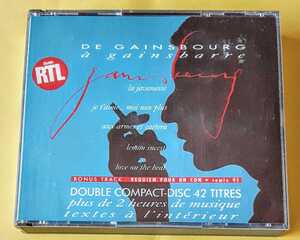 DE GAINSBOURG
à gainsbarre
RTL
gainsbourg
la javanaise
je t'aime... moi non plus
aux armes et cætera
lemon incest
love on the beat
BONUS TRACK REQUIEM POUR UN CON • remix 91
DOUBLE COMPACT-DISC 42 TITRES
plus de 2 heures de musique
textes à l'intérieur